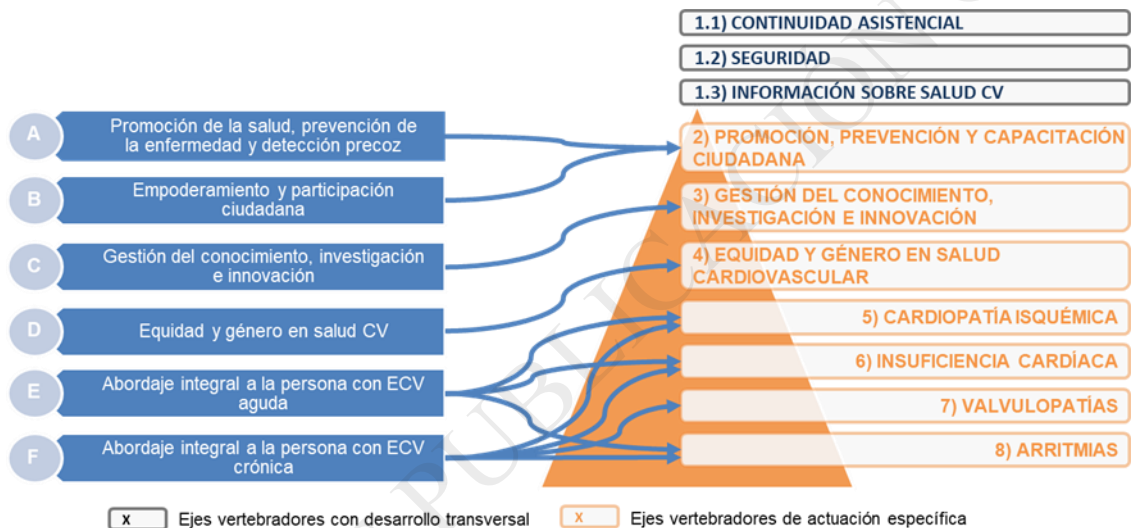 1.1) CONTINUIDAD ASISTENCIAL
1.2) SEGURIDAD
1.3) INFORMACIÓN SOBRE SALUD CV
A
Promoción de la salud, prevención de
la enfermedad y detección precoz
B
Empoderamiento y participación
ciudadana
C
Gestión del conocimiento, investigación
e innovación
D
Equidad y género en salud CV
E
Abordaje integral a la persona con ECV
aguda
F
Abordaje integral a la persona con ECV
crónica
2) PROMOCIÓN, PREVENCIÓN Y CAPACITACIÓN
CIUDADANA
3) GESTIÓN DEL CONOCIMIENTO,
INVESTIGACIÓN E INNOVACIÓN
4) EQUIDAD Y GÉNERO EN SALUD
CARDIOVASCULAR
5) CARDIOPATÍA ISQUÉMICA
6) INSUFICIENCIA CARDÍACA
7) VALVULOPATÍAS
8) ARRITMIAS
X Ejes vertebradores con desarrollo transversal
X Ejes vertebradores de actuación específica
PUBLICACIÓN